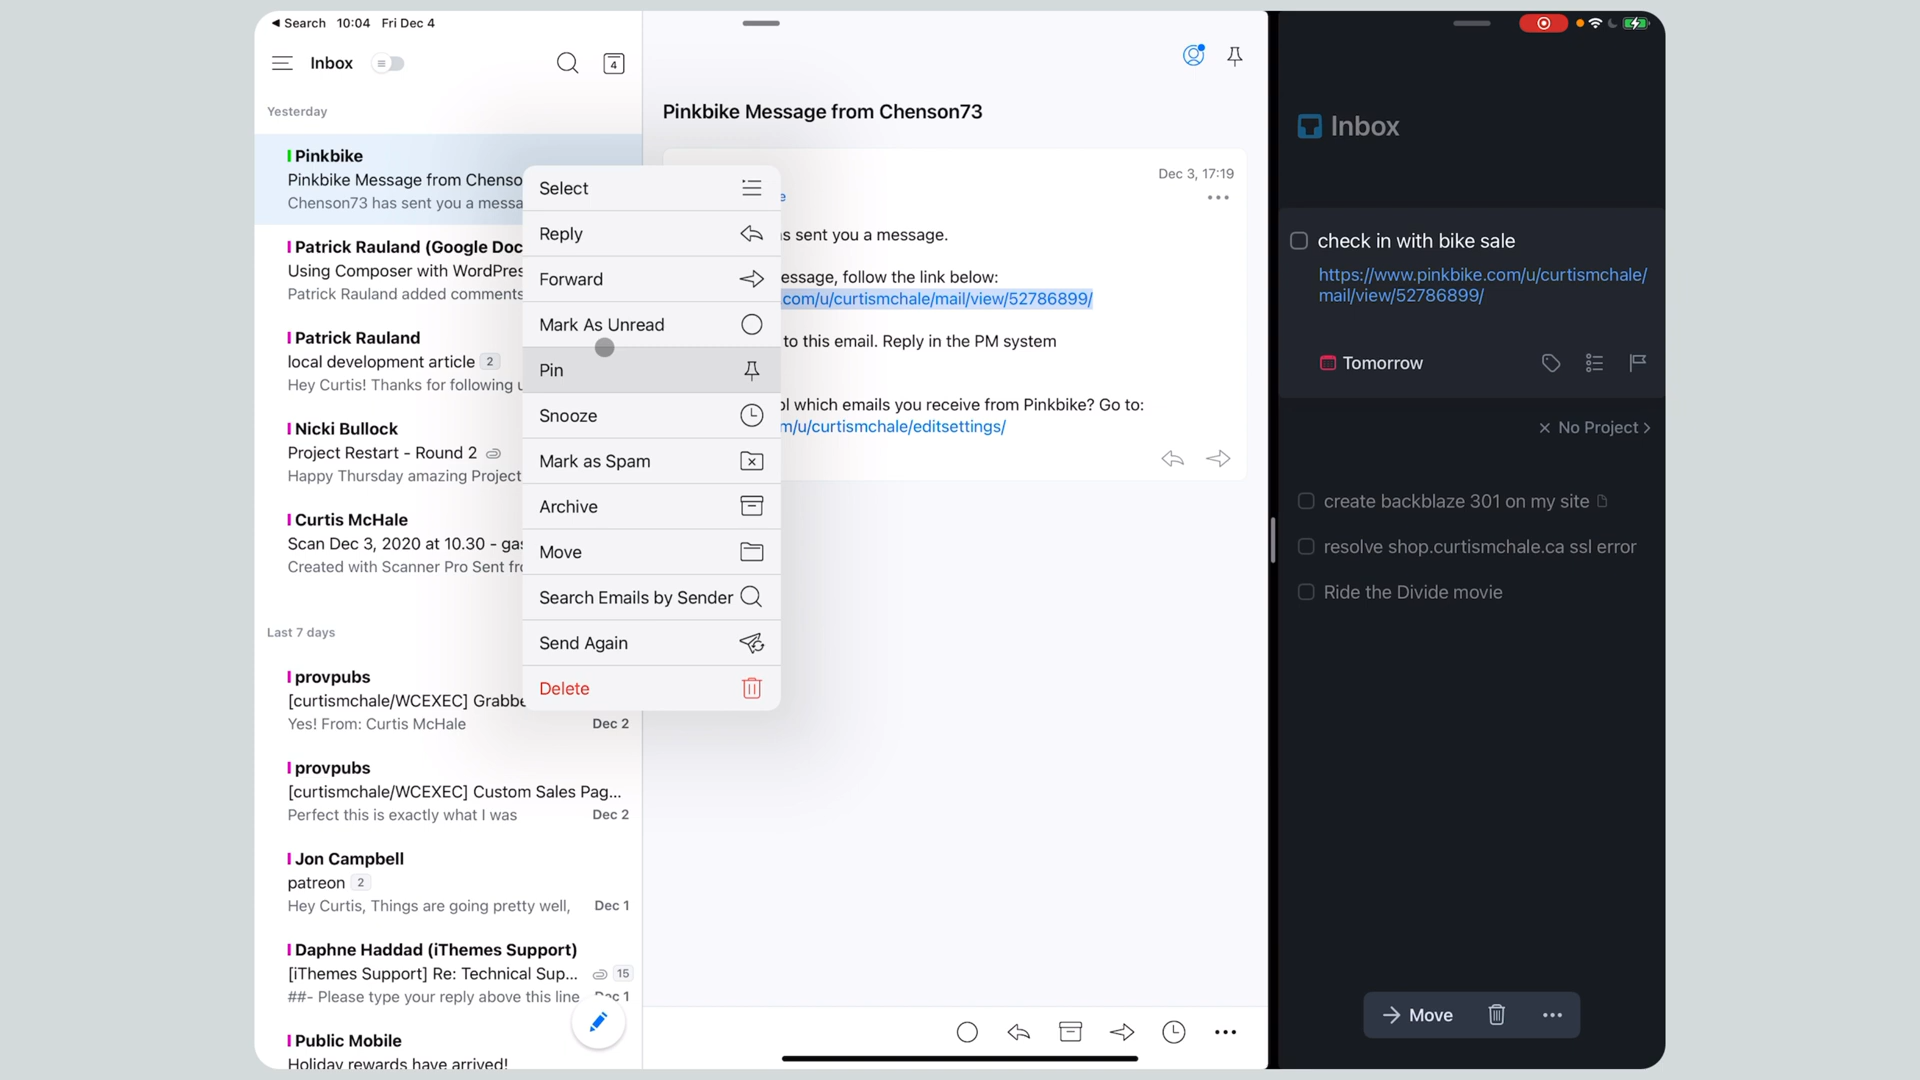 Search 10:04 Fri Dec 4
Inbox
4
Yesterday
Pinkbike
Pinkbike Message from Chenso
Chenson73 has sent you a messa
Patrick Rauland (Google Doc
Using Composer with WordPres
Patrick Rauland added comments
Patrick Rauland
local development article 2
Hey Curtis! Thanks for following u
Nicki Bullock
Project Restart - Round 2
Happy Thursday amazing Project
Curtis McHale
Scan Dec 3, 2020 at 10.30 - gas
Created with Scanner Pro Sent fro
Last 7 days
provpubs
[curtismchale/WCEXEC] Grabbe
Yes! From: Curtis McHale Dec 2
provpubs
[curtismchale/WCEXEC] Custom Sales Pag...
Perfect this is exactly what I was Dec 2
Jon Campbell
patreon 2
Hey Curtis, Things are going pretty well, Dec 1
Daphne Haddad (iThemes Support)
[iThemes Support] Re: Technical Sup... 15
##- Please type your reply above this line Dec 1
Public Mobile
Holiday rewards have arrived!
Select
Reply
Forward
Mark As Unread
Pin
Snooze
Mark as Spam
Archive
Move
Search Emails by Sender
Send Again
Delete
Pinkbike Message from Chenson73
Dec 3, 17:19
e
s sent you a message.
essage, follow the link below:
.com/u/curtismchale/mail/view/52786899/
to this email. Reply in the PM system
ol which emails you receive from Pinkbike? Go to:
m/u/curtismchale/editsettings/
Inbox
check in with bike sale
https://www.pinkbike.com/u/curtismchale/
mail/view/52786899/
Tomorrow
No Project
create backblaze 301 on my site
resolve shop.curtismchale.ca ssl error
Ride the Divide movie
Move